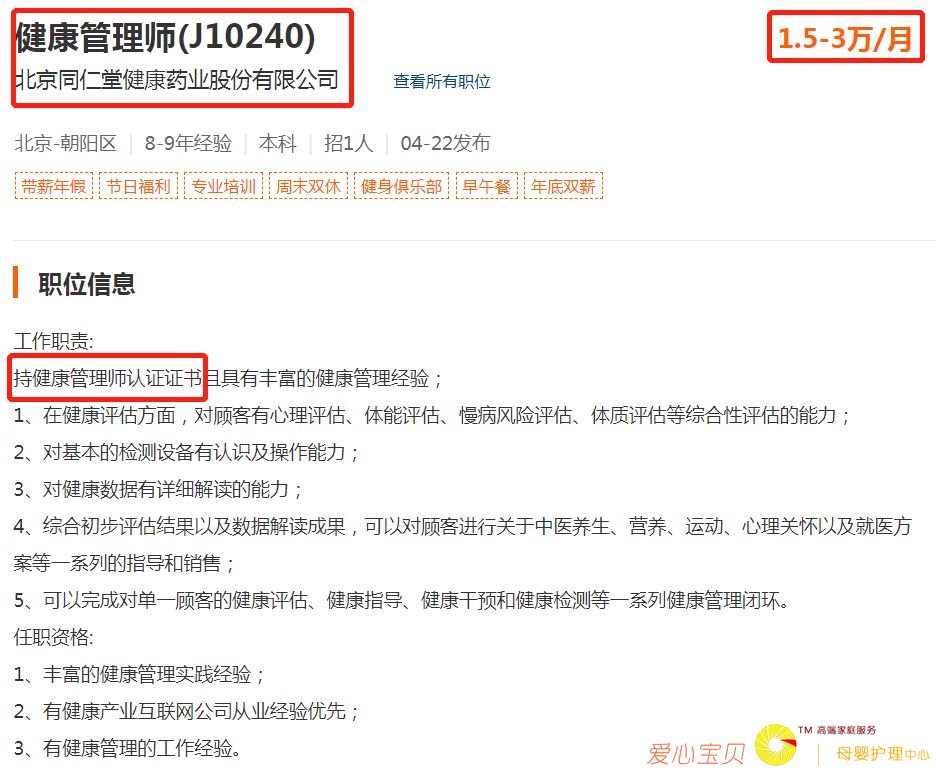 健康管理师(J10240)
1.5-3万/月
北京同仁堂健康药业股份有限公司 查看所有职位
北京-朝阳区 | 8-9年经验 | 本科 | 招1人 | 04-22发布
带薪年假 节日福利 专业培训 周末双休 健身俱乐部 早午餐 年底双薪
职位信息
工作职责:
持健康管理师认证证书且具有丰富的健康管理经验；
1、在健康评估方面，对顾客有心理评估、体能评估、慢病风险评估、体质评估等综合性评估的能力；
2、对基本的检测设备有认识及操作能力；
3、对健康数据有详细解读的能力；
4、综合初步评估结果以及数据解读成果，可以对顾客进行关于中医养生、营养、运动、心理关怀以及就医方
案等一系列的指导和销售；
5、可以完成对单一顾客的健康评估、健康指导、健康干预和健康检测等一系列健康管理闭环。
任职资格:
1、丰富的健康管理实践经验；
2、有健康产业互联网公司从业经验优先；
3、有健康管理的工作经验。
爱心宝贝 TM 高端家庭服务
母婴护理中心